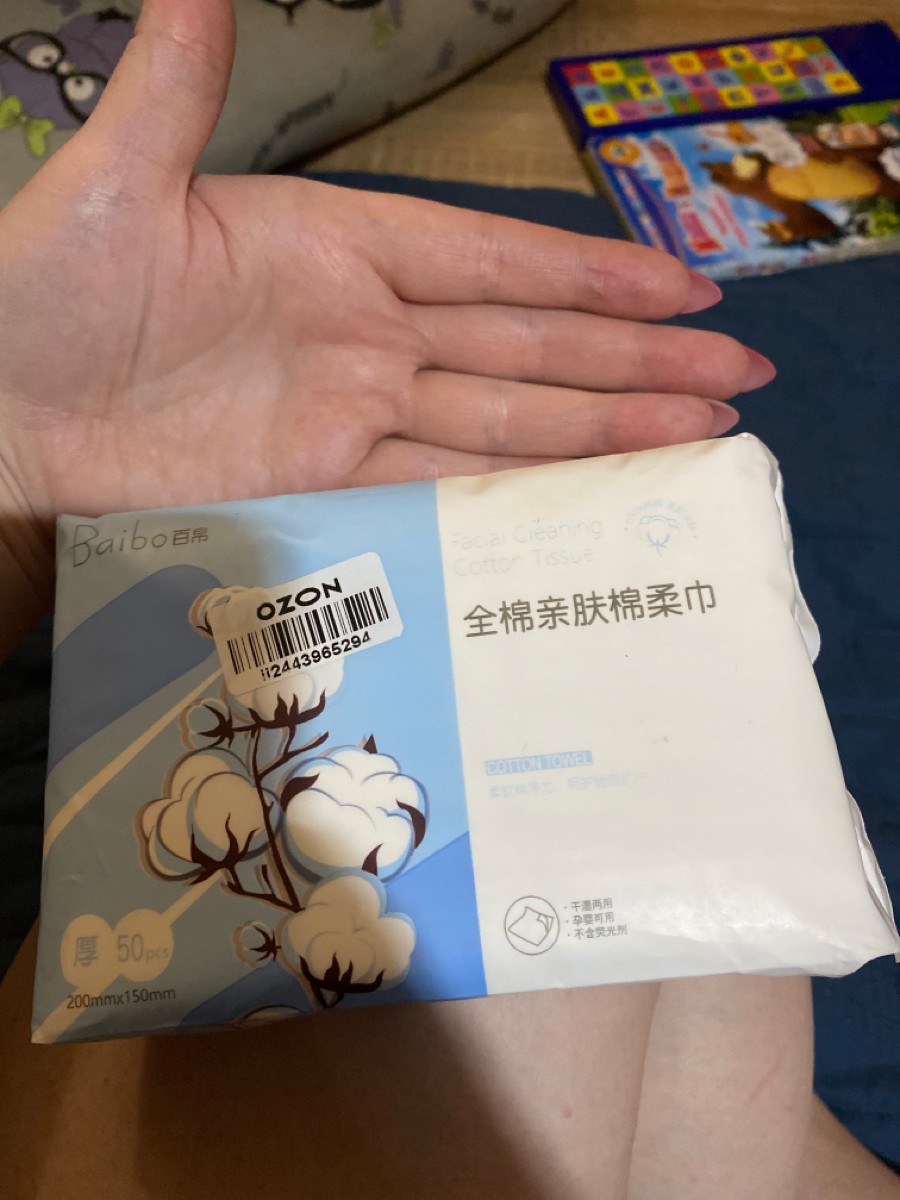 Baibo百帛
OZON
ii2443965294
Facial Cleaning
Cotton Tissue
全棉亲肤棉柔巾
COTTON TOWEL
·干湿两用
·孕婴可用
·不含荧光剂
厚 50pcs
200mmx150mm